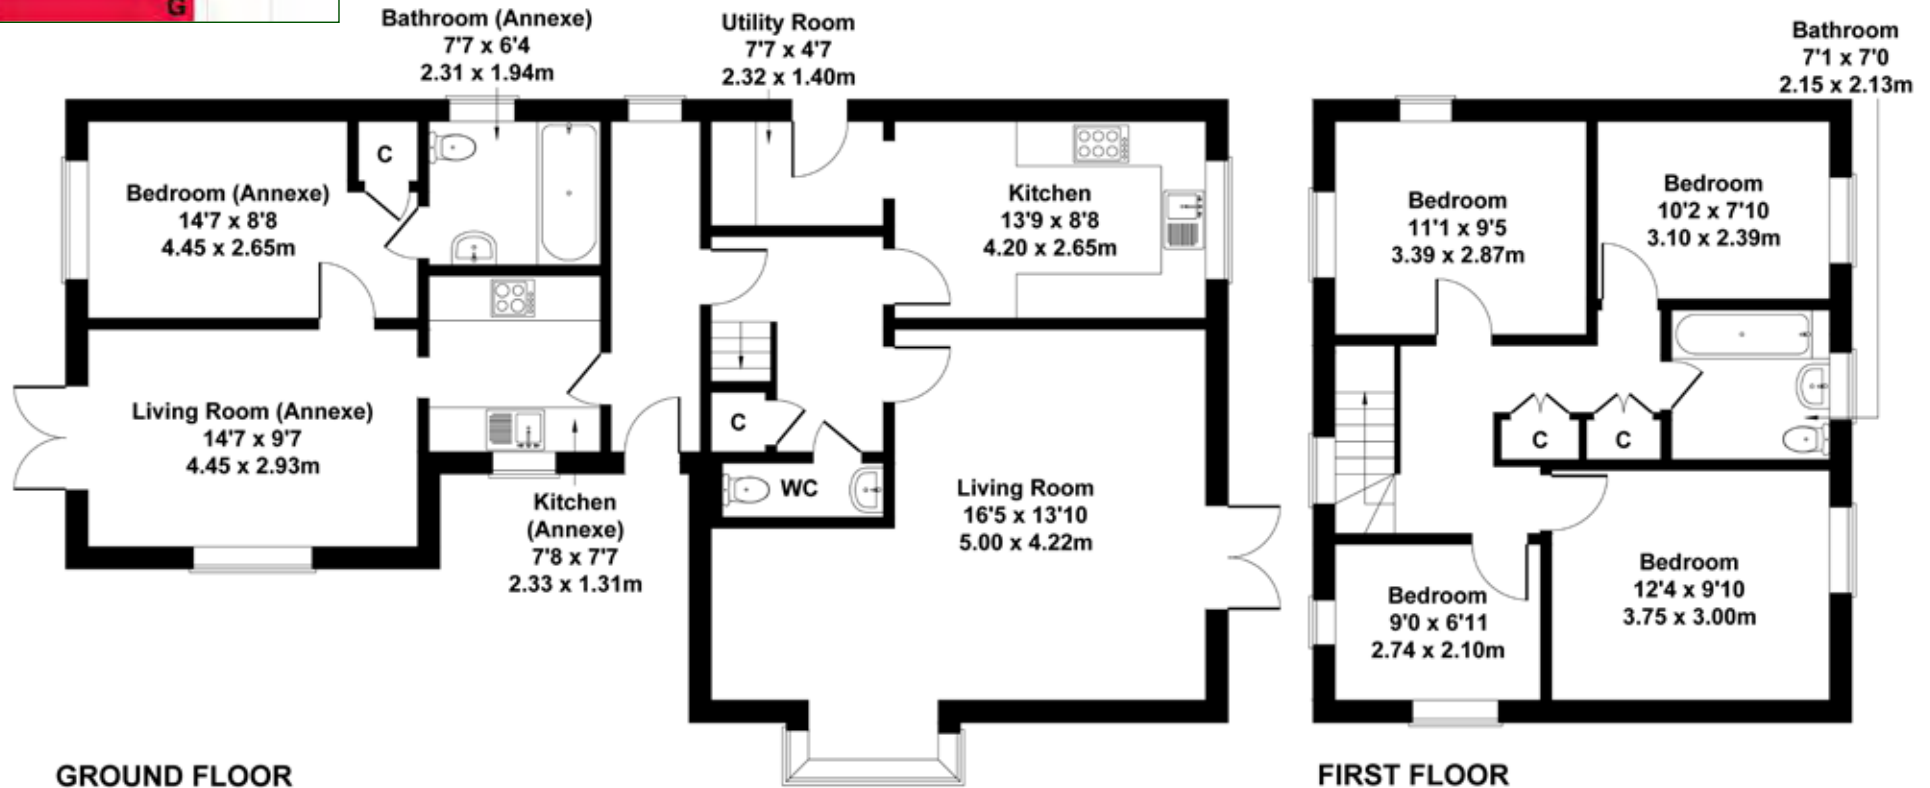 G
Bathroom (Annexe)
7'7 x 6'4
2.31 x 1.94m
Utility Room
7'7 x 4'7
2.32 x 1.40m
Bathroom
7'1 x 7'0
2.15 x 2.13m
C
Bedroom (Annexe)
14'7 x 8'8
4.45 x 2.65m
Kitchen
13'9 x 8'8
4.20 x 2.65m
Bedroom
11'1 x 9'5
3.39 x 2.87m
Bedroom
10'2 x 7'10
3.10 x 2.39m
Living Room (Annexe)
14'7 x 9'7
4.45 x 2.93m
C
C
C
WC
Kitchen
(Annexe)
7'8 x 7'7
2.33 x 1.31m
Living Room
16'5 x 13'10
5.00 x 4.22m
Bedroom
9'0 x 6'11
2.74 x 2.10m
Bedroom
12'4 x 9'10
3.75 x 3.00m
GROUND FLOOR
FIRST FLOOR